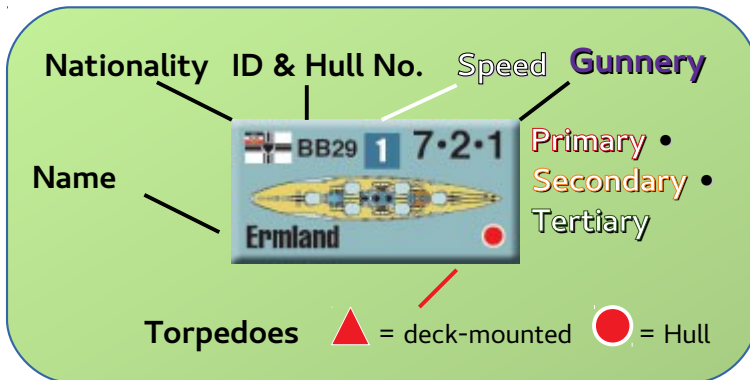 Nationality ID & Hull No. Speed Gunnery
BB29 1 7•2•1
Primary •
Secondary •
Tertiary
Name
Ermland
Torpedoes = deck-mounted = Hull